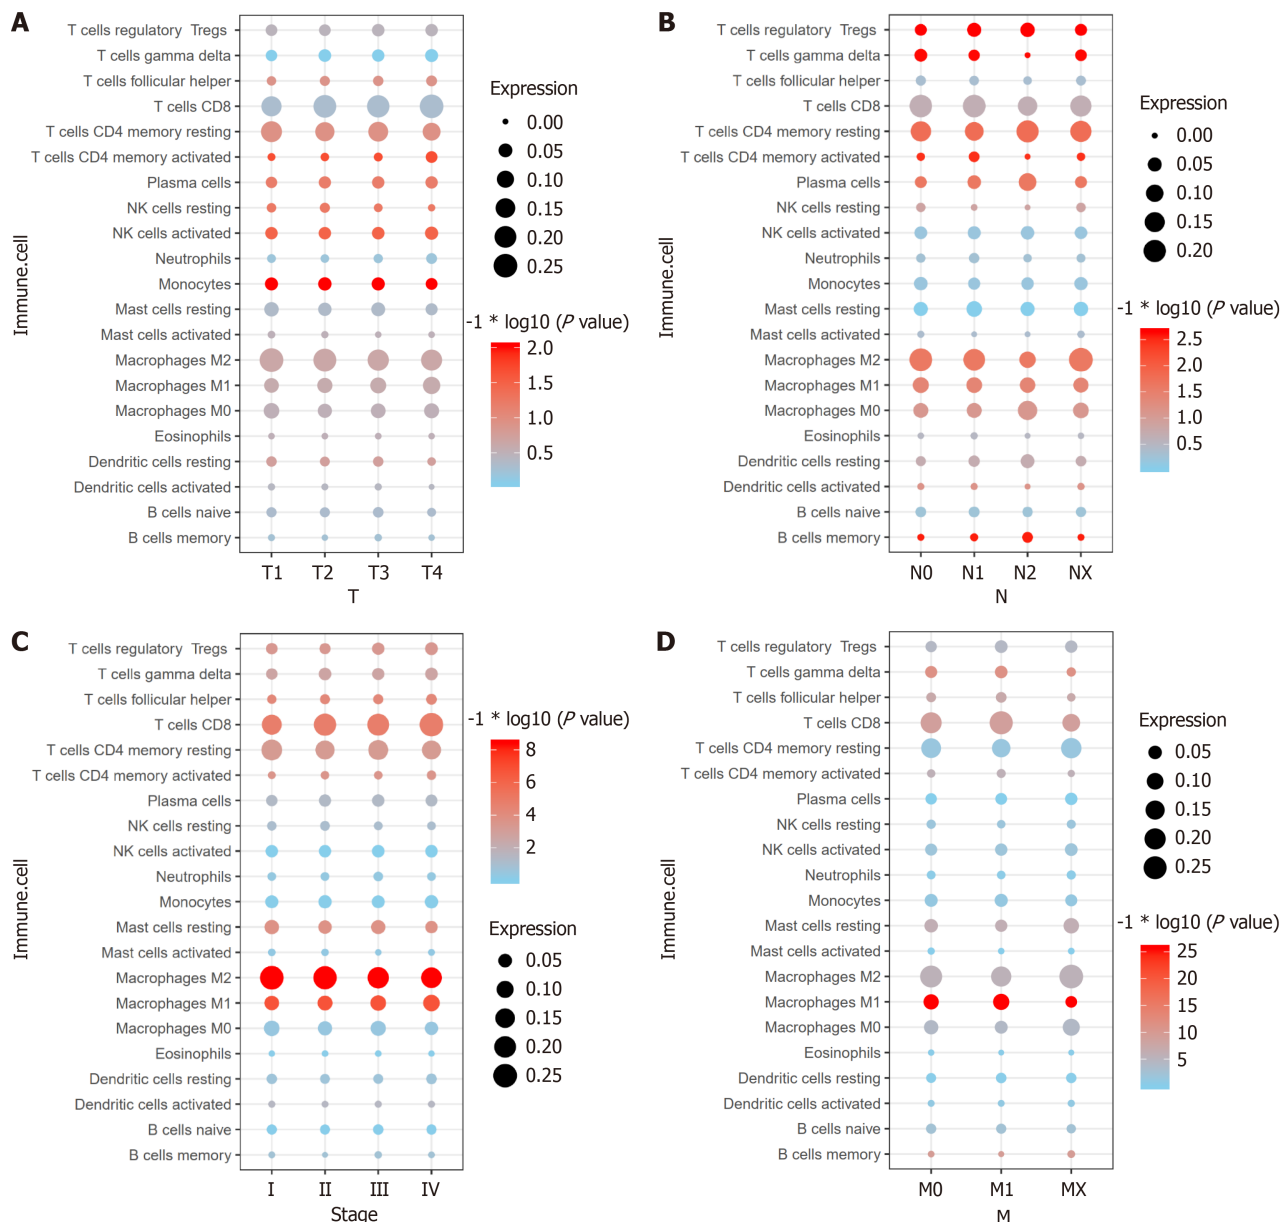 A
T cells regulatory  Tregs
T cells gamma delta
T cells follicular helper
T cells CD8
T cells CD4 memory resting
T cells CD4 memory activated
Plasma cells
NK cells resting
NK cells activated
Neutrophils
Monocytes
Mast cells resting
Mast cells activated
Macrophages M2
Macrophages M1
Macrophages M0
Eosinophils
Dendritic cells resting
Dendritic cells activated
B cells naive
B cells memory
Immune.cell
T1 T2 T3 T4
T
Expression
0.00
0.05
0.10
0.15
0.20
0.25
-1 * log10 (P value)
2.0
1.5
1.0
0.5
B
T cells regulatory  Tregs
T cells gamma delta
T cells follicular helper
T cells CD8
T cells CD4 memory resting
T cells CD4 memory activated
Plasma cells
NK cells resting
NK cells activated
Neutrophils
Monocytes
Mast cells resting
Mast cells activated
Macrophages M2
Macrophages M1
Macrophages M0
Eosinophils
Dendritic cells resting
Dendritic cells activated
B cells naive
B cells memory
Immune.cell
N0 N1 N2 NX
N
Expression
0.00
0.05
0.10
0.15
0.20
-1 * log10 (P value)
2.5
2.0
1.5
1.0
0.5
C
T cells regulatory  Tregs
T cells gamma delta
T cells follicular helper
T cells CD8
T cells CD4 memory resting
T cells CD4 memory activated
Plasma cells
NK cells resting
NK cells activated
Neutrophils
Monocytes
Mast cells resting
Mast cells activated
Macrophages M2
Macrophages M1
Macrophages M0
Eosinophils
Dendritic cells resting
Dendritic cells activated
B cells naive
B cells memory
Immune.cell
I II III IV
Stage
-1 * log10 (P value)
8
6
4
2
Expression
0.05
0.10
0.15
0.20
0.25
D
T cells regulatory  Tregs
T cells gamma delta
T cells follicular helper
T cells CD8
T cells CD4 memory resting
T cells CD4 memory activated
Plasma cells
NK cells resting
NK cells activated
Neutrophils
Monocytes
Mast cells resting
Mast cells activated
Macrophages M2
Macrophages M1
Macrophages M0
Eosinophils
Dendritic cells resting
Dendritic cells activated
B cells naive
B cells memory
Immune.cell
M0 M1 MX
M
Expression
0.05
0.10
0.15
0.20
0.25
-1 * log10 (P value)
25
20
15
10
5